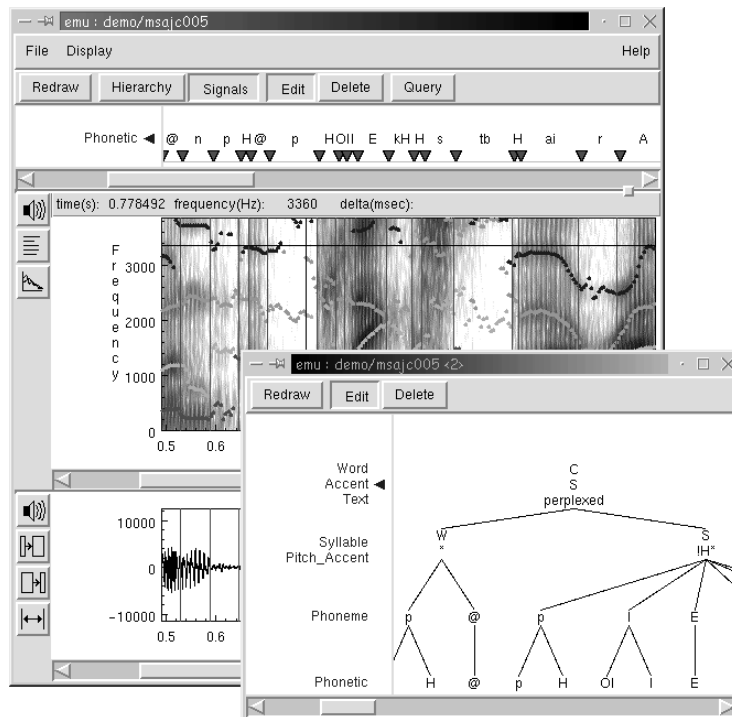 emu : demo/msajc005
File Display Help
Redraw Hierarchy Signals Edit Delete Query
Phonetic ◀ @ n p H @ p H OI l E kH H s tb H ai r A
time(s): 0.778492 frequency(Hz): 3360 delta(msec):
Frequency
3000
2000
1000
0
0.5 0.6
10000
0
-10000
0.5 0.6
emu : demo/msajc005 <2>
Redraw Edit Delete
Word C
Accent ◀ S
Text perplexed
Syllable W S
Pitch_Accent * !H*
Phoneme p @ p l E
Phonetic H @ p H Ol l E